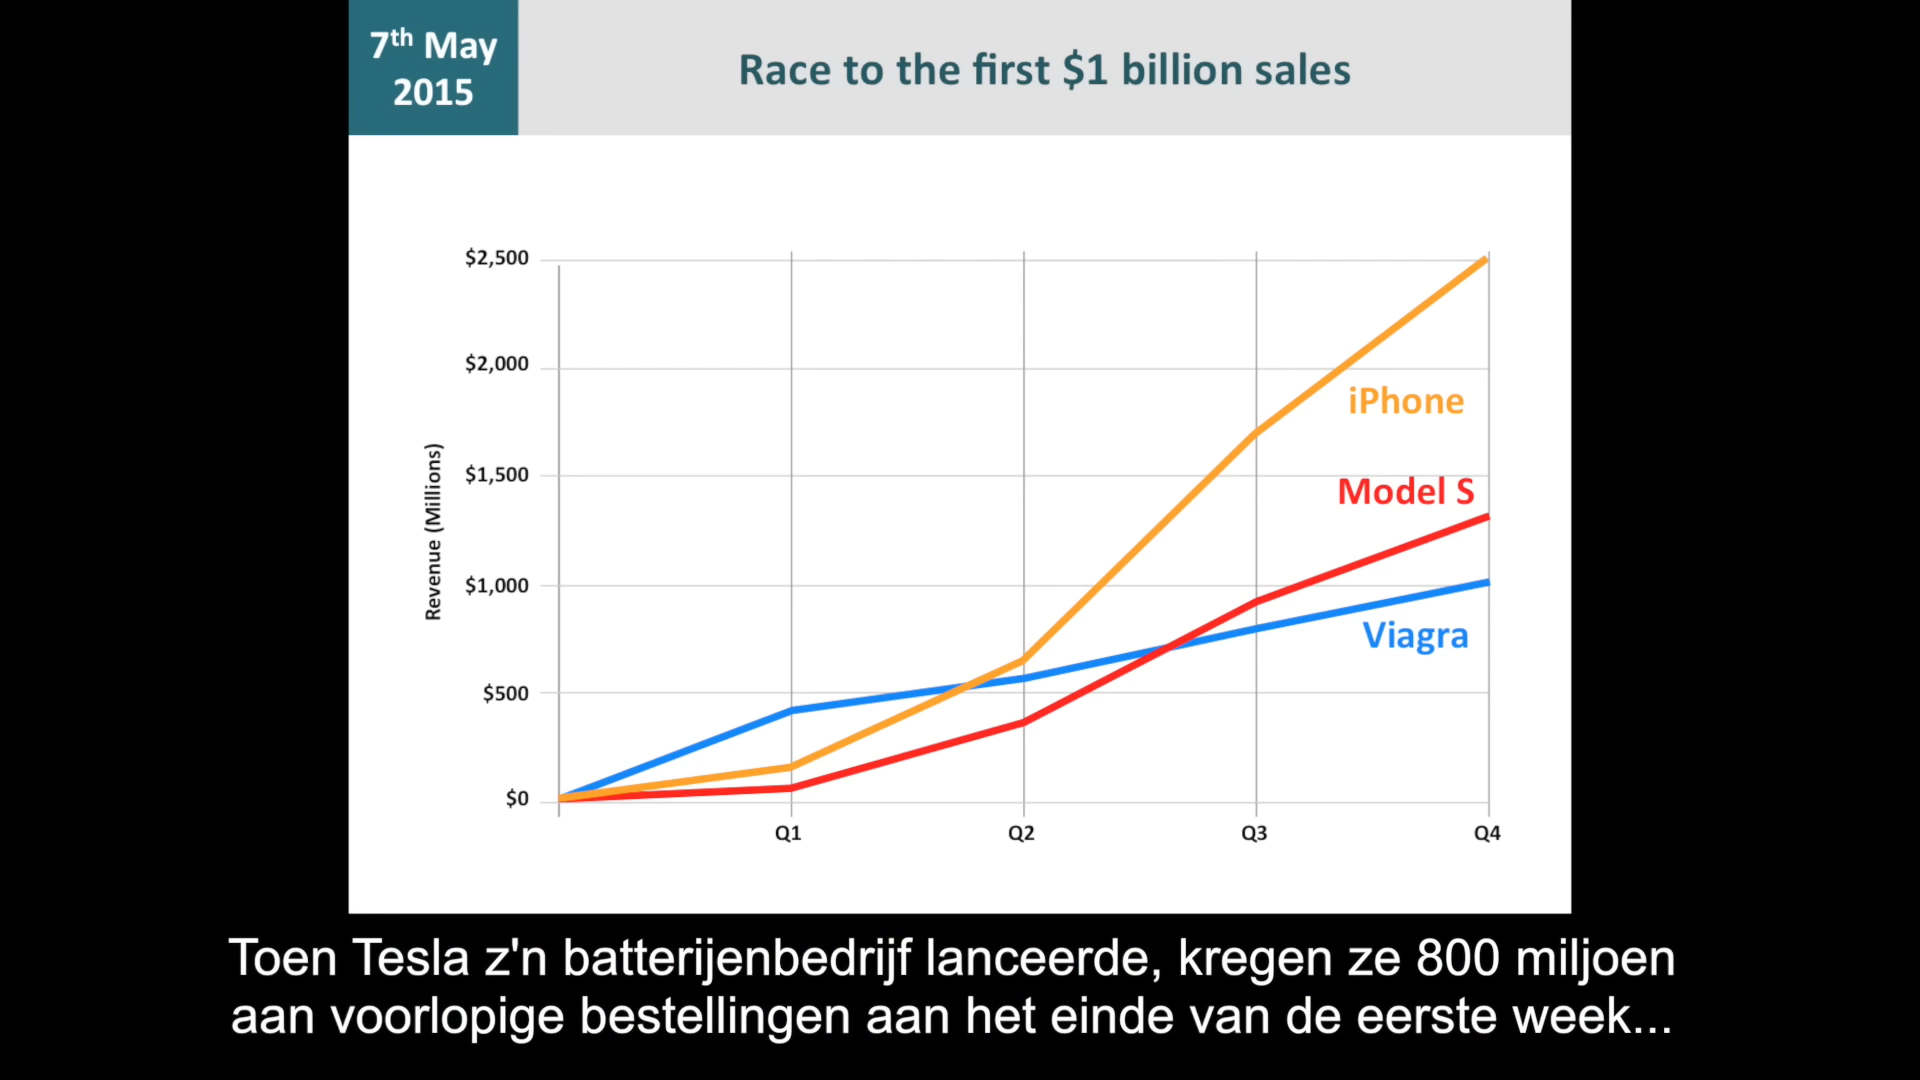 7th May
2015
Race to the first $1 billion sales
$2,500
$2,000
$1,500
$1,000
$500
$0
Revenue (Millions)
iPhone
Model S
Viagra
Q1 Q2 Q3 Q4
Toen Tesla z'n batterijenbedrijf lanceerde, kregen ze 800 miljoen
aan voorlopige bestellingen aan het einde van de eerste week...